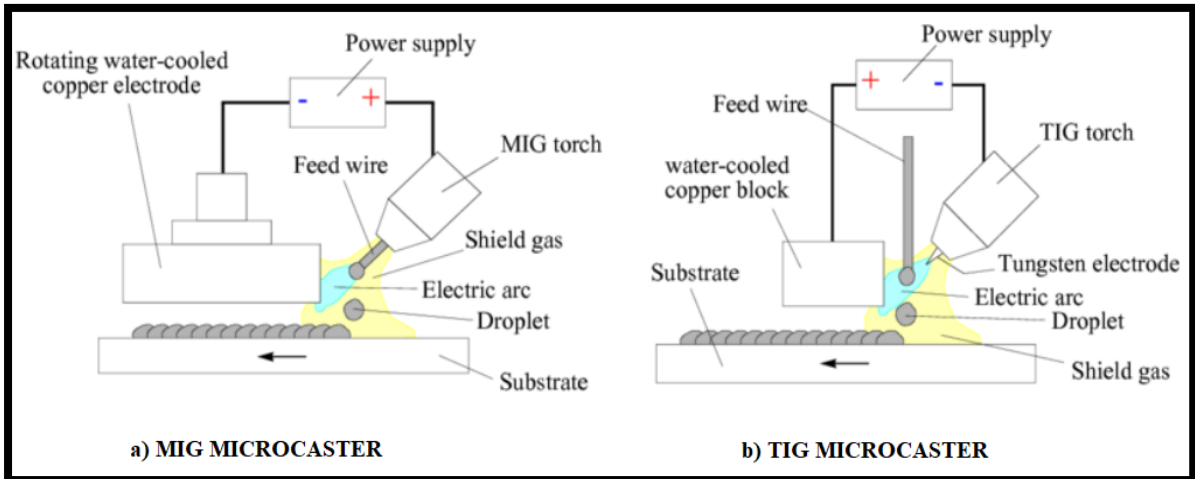 Power supply
Rotating water-cooled
copper electrode
- +
MIG torch
Feed wire
Shield gas
Electric arc
Droplet
Substrate
a) MIG MICROCASTER
Power supply
+ -
Feed wire
TIG torch
water-cooled
copper block
Substrate
Tungsten electrode
Electric arc
Droplet
Shield gas
b) TIG MICROCASTER